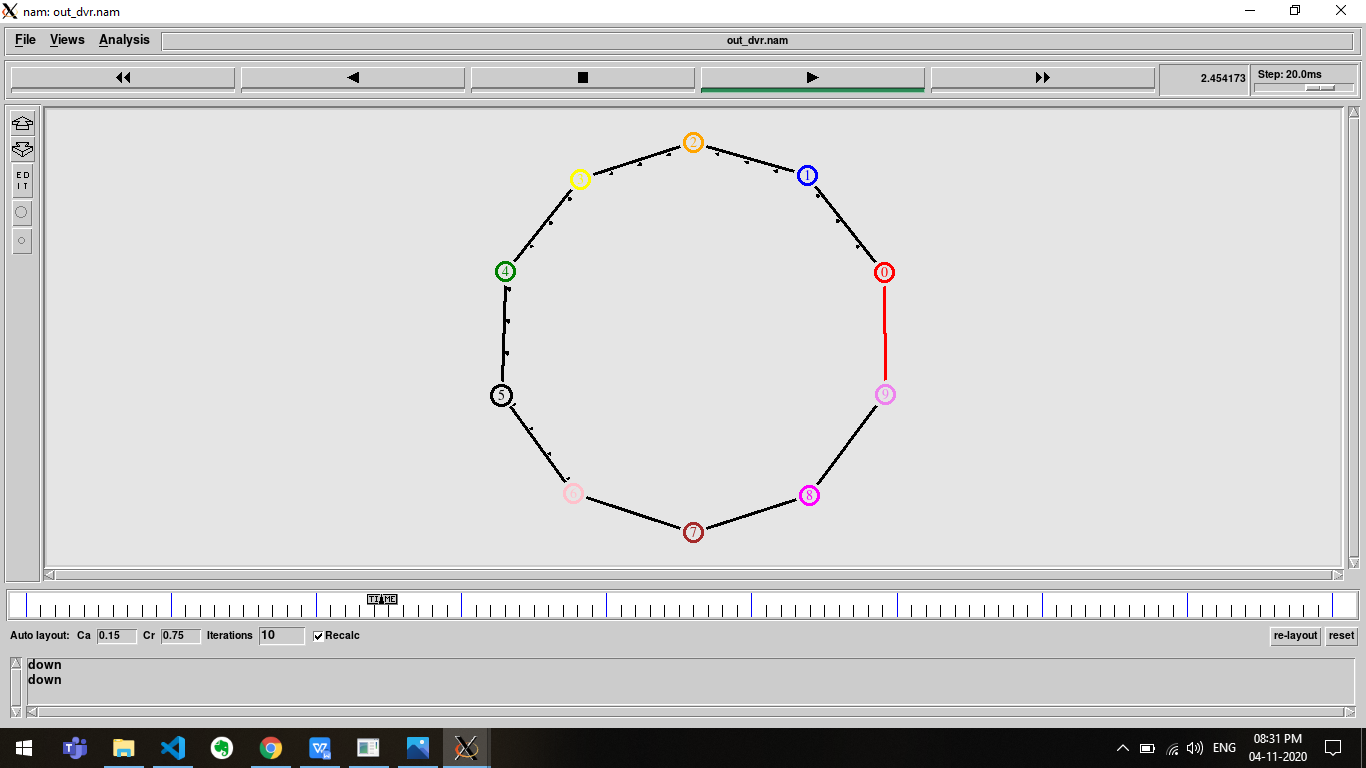 nam: out_dvr.nam
File Views Analysis out_dvr.nam
2.454173 Step: 20.0ms
ED
IT
2
3
1
4
0
5
9
6
8
7
TIME
Auto layout: Ca 0.15 Cr 0.75 Iterations 10 Recalc re-layout reset
down
down
ENG 08:31 PM
04-11-2020